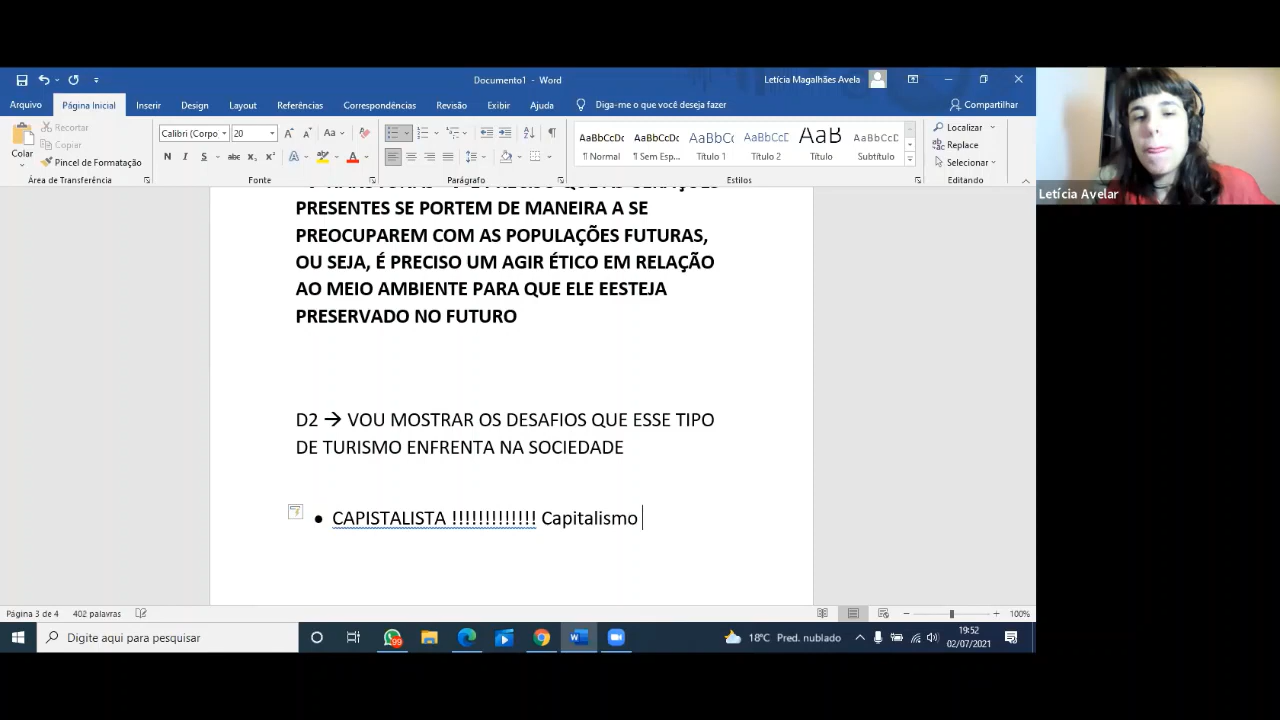 Documento1 - Word
Letícia Magalhães Avela
Arquivo Página Inicial Inserir Design Layout Referências Correspondências Revisão Exibir Ajuda Diga-me o que você deseja fazer Compartilhar
Colar
Recortar
Copiar
Pincel de Formatação
Área de Transferência
Calibri (Corpo 20
Aa
N I S abc x₂ x² A A
Fonte
Parágrafo
AaBbCcDc AaBbCcDc AaBbCc AaBbCcD AaB AaBbCcD
¶ Normal ¶ Sem Esp... Título 1 Título 2 Título Subtítulo
Estilos
Localizar
Replace
Selecionar
Editando
Letícia Avelar
PRESENTES SE PORTEM DE MANEIRA A SE
PREOCUPAREM COM AS POPULAÇÕES FUTURAS,
OU SEJA, É PRECISO UM AGIR ÉTICO EM RELAÇÃO
AO MEIO AMBIENTE PARA QUE ELE EESTEJA
PRESERVADO NO FUTURO
D2 → VOU MOSTRAR OS DESAFIOS QUE ESSE TIPO
DE TURISMO ENFRENTA NA SOCIEDADE
• CAPISTALISTA !!!!!!!!!!!!! Capitalismo
Página 3 de 4 402 palavras 100%
Digite aqui para pesquisar
99
18°C Pred. nublado
19:52
02/07/2021